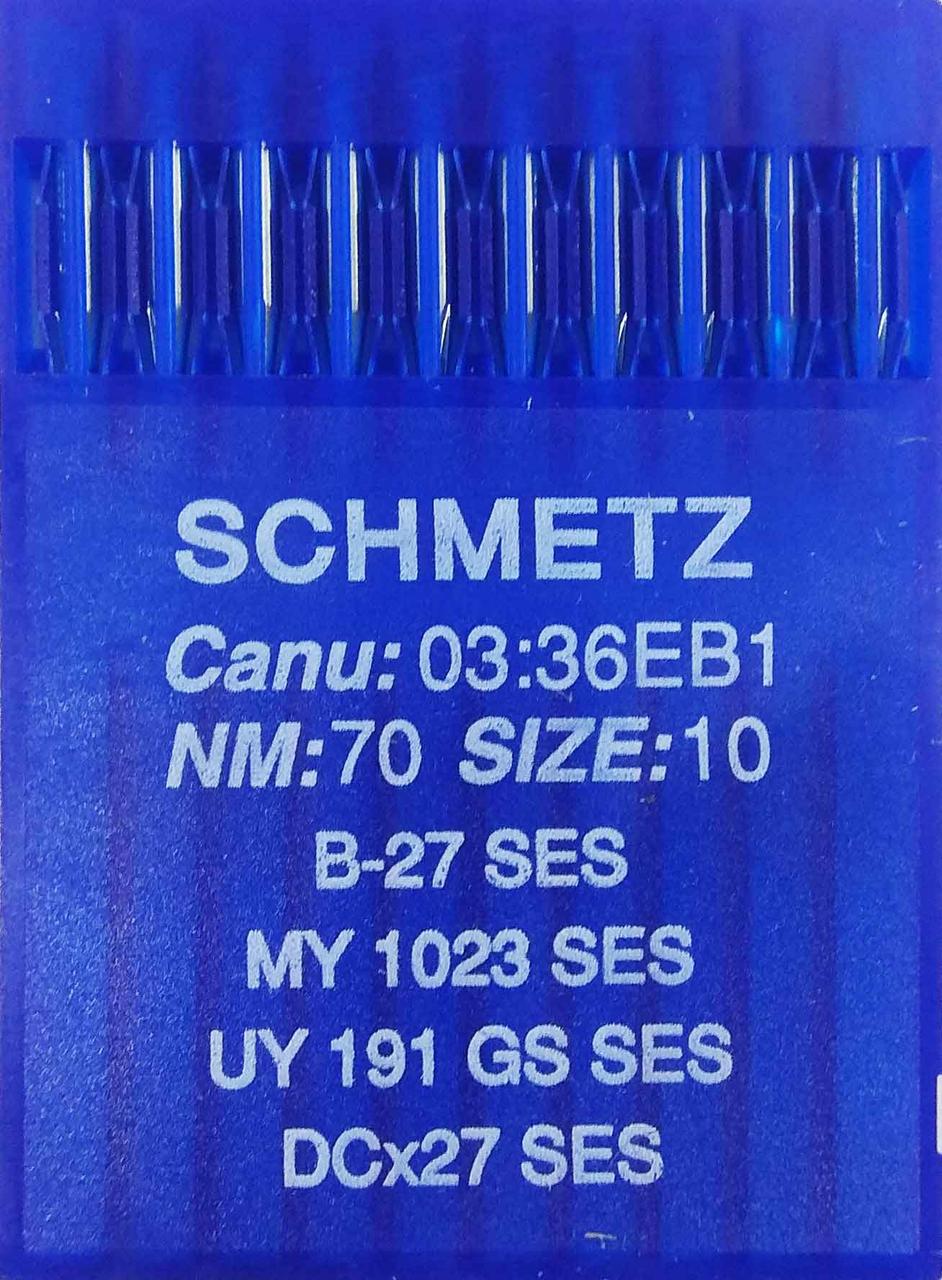 SCHMETZ
Canu: 03:36EB1
NM:70 SIZE:10
B-27 SES
MY 1023 SES
UY 191 GS SES
DCx27 SES